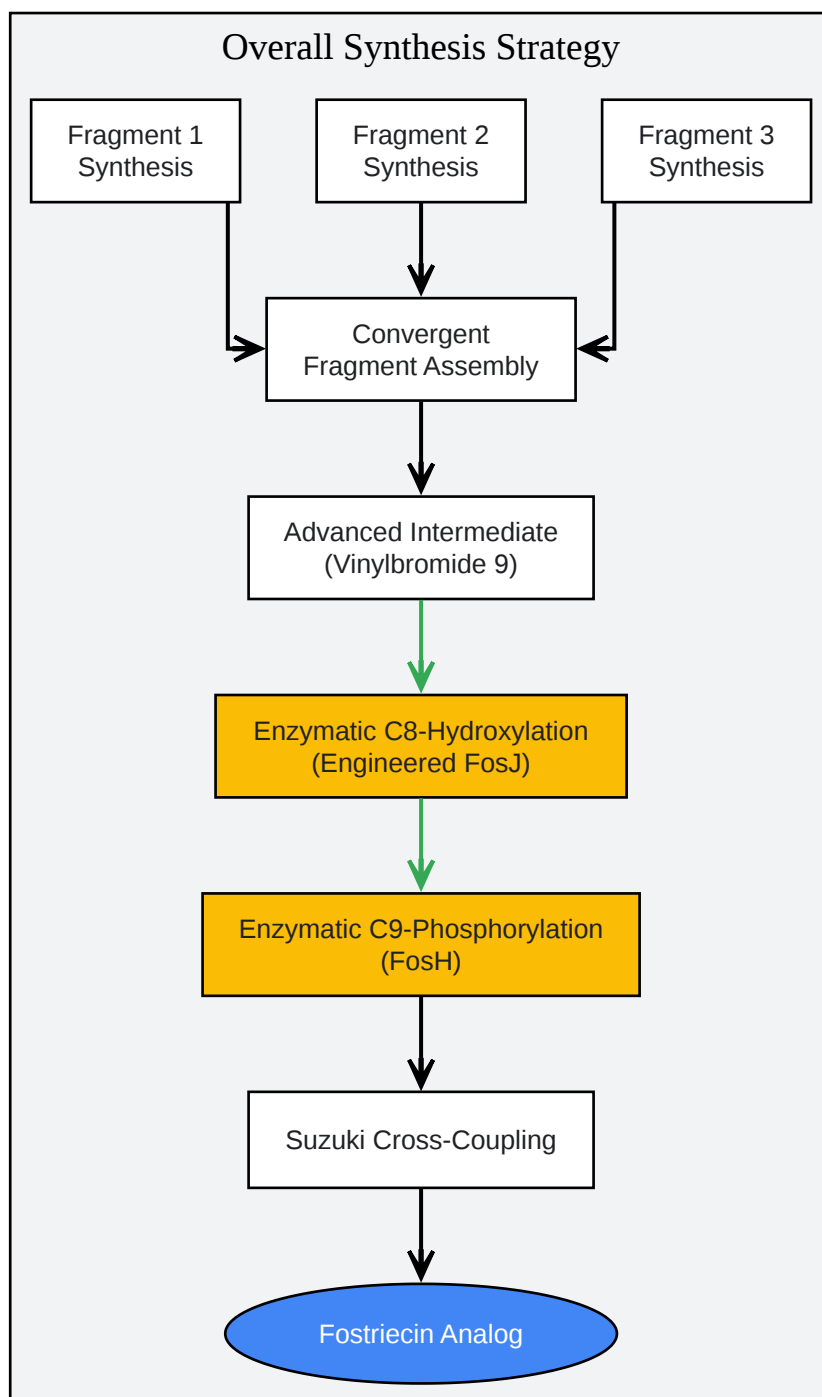 Overall Synthesis Strategy
Fragment 1
Synthesis
Fragment 2
Synthesis
Fragment 3
Synthesis
Convergent
Fragment Assembly
Advanced Intermediate
(Vinylbromide 9)
Enzymatic C8-Hydroxylation
(Engineered FosJ)
Enzymatic C9-Phosphorylation
(FosH)
Suzuki Cross-Coupling
Fostriecin Analog